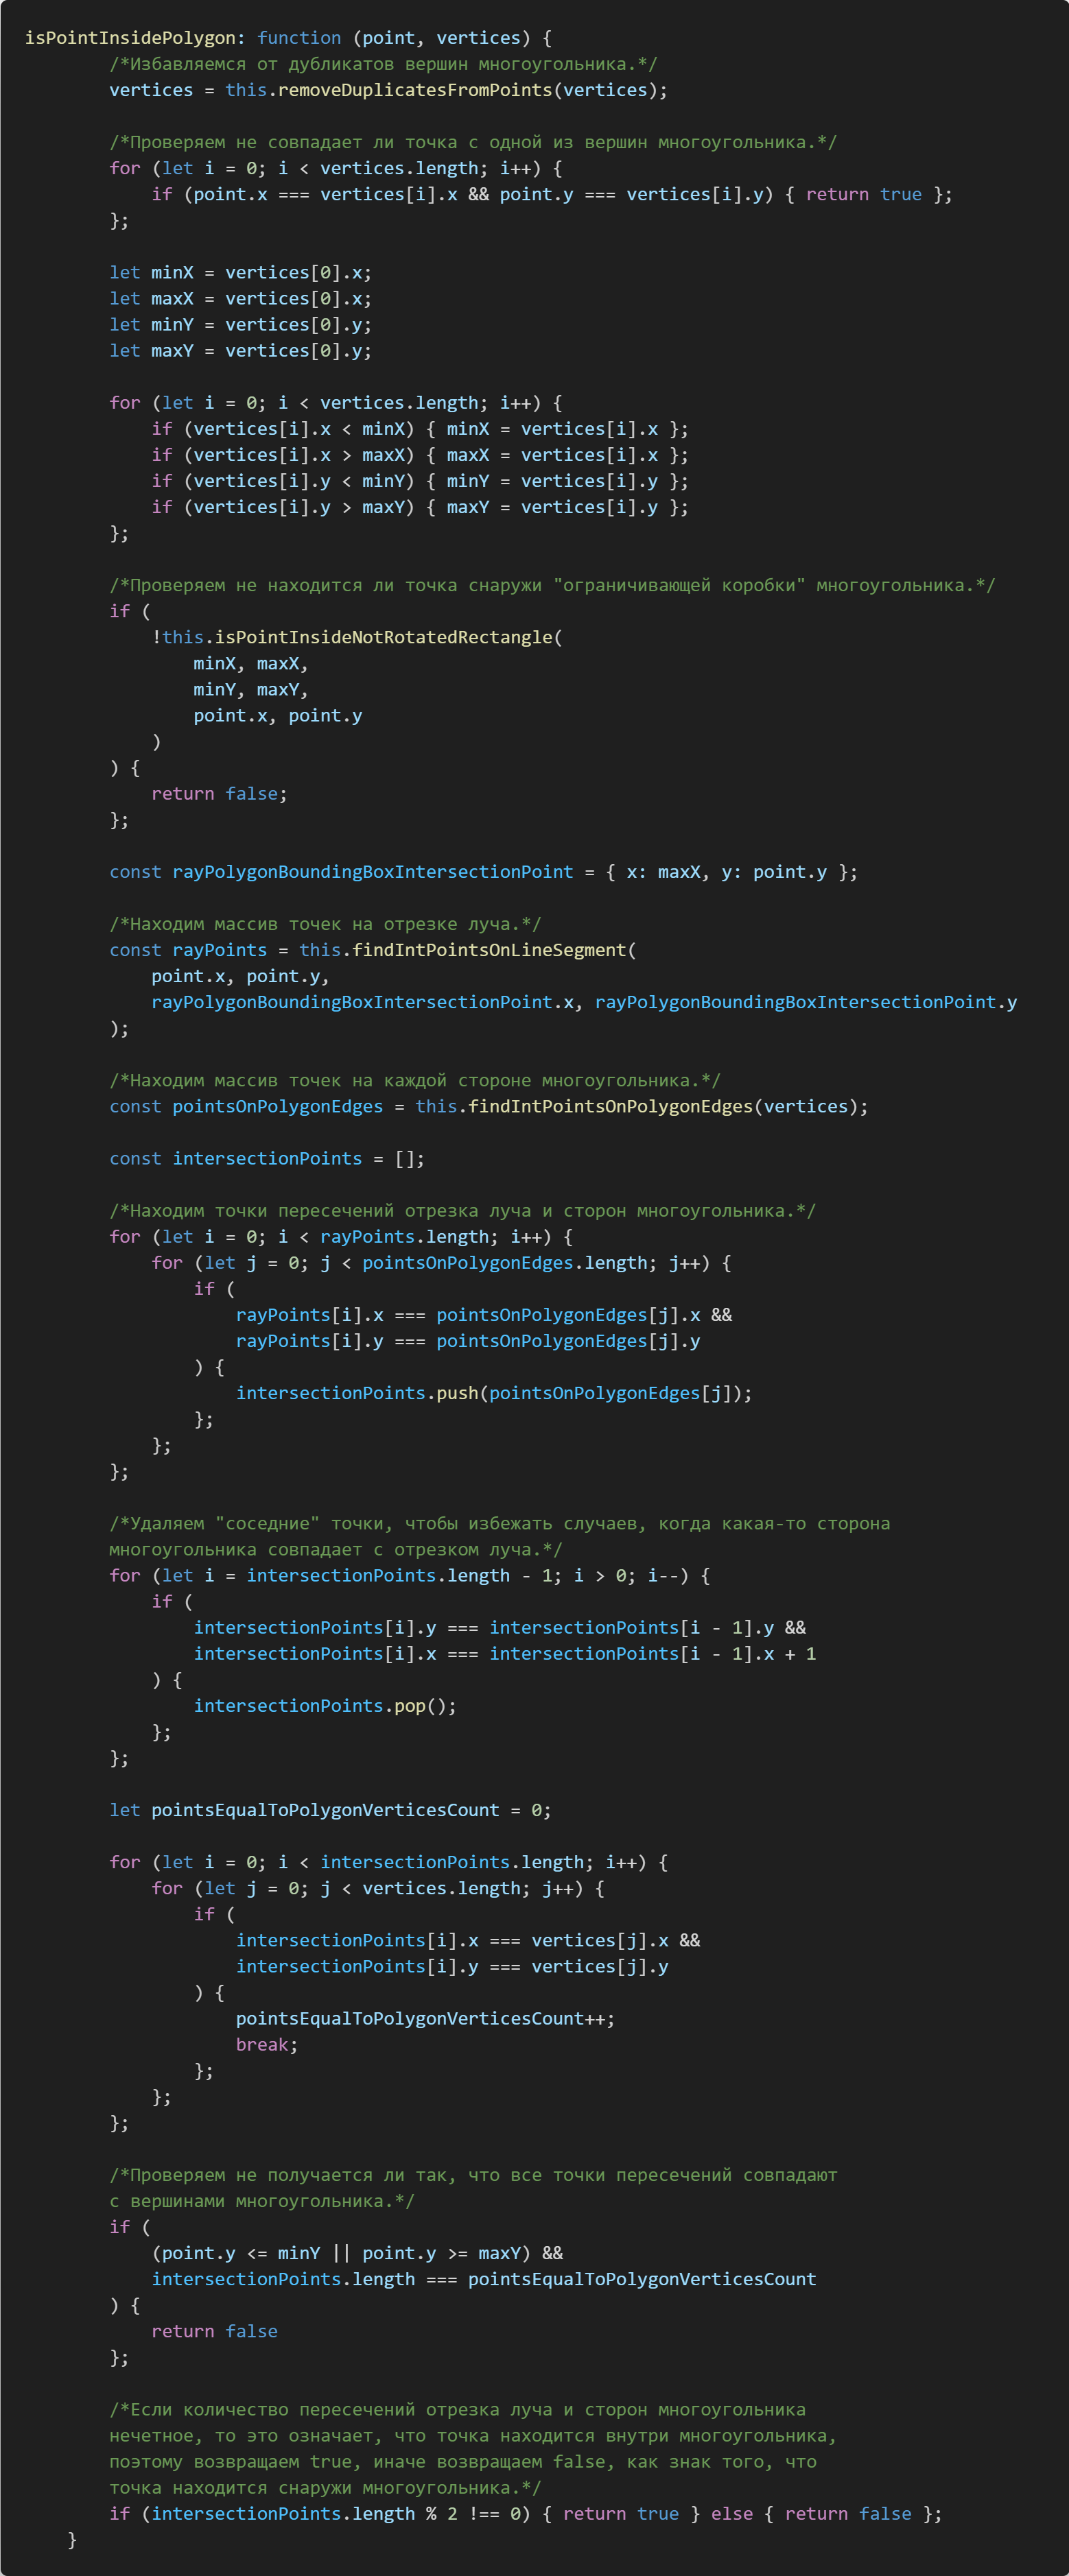 isPointInsidePolygon: function (point, vertices) {
/*Избавляемся от дубликатов вершин многоугольника.*/
vertices = this.removeDuplicatesFromPoints(vertices);
/*Проверяем не совпадает ли точка с одной из вершин многоугольника.*/
for (let i = 0; i < vertices.length; i++) {
if (point.x === vertices[i].x && point.y === vertices[i].y) { return true };
};
let minX = vertices[0].x;
let maxX = vertices[0].x;
let minY = vertices[0].y;
let maxY = vertices[0].y;
for (let i = 0; i < vertices.length; i++) {
if (vertices[i].x < minX) { minX = vertices[i].x };
if (vertices[i].x > maxX) { maxX = vertices[i].x };
if (vertices[i].y < minY) { minY = vertices[i].y };
if (vertices[i].y > maxY) { maxY = vertices[i].y };
};
/*Проверяем не находится ли точка снаружи "ограничивающей коробки" многоугольника.*/
if (
!this.isPointInsideNotRotatedRectangle(
minX, maxX,
minY, maxY,
point.x, point.y
)
) {
return false;
};
const rayPolygonBoundingBoxIntersectionPoint = { x: maxX, y: point.y };
/*Находим массив точек на отрезке луча.*/
const rayPoints = this.findIntPointsOnLineSegment(
point.x, point.y,
rayPolygonBoundingBoxIntersectionPoint.x, rayPolygonBoundingBoxIntersectionPoint.y
);
/*Находим массив точек на каждой стороне многоугольника.*/
const pointsOnPolygonEdges = this.findIntPointsOnPolygonEdges(vertices);
const intersectionPoints = [];
/*Находим точки пересечений отрезка луча и сторон многоугольника.*/
for (let i = 0; i < rayPoints.length; i++) {
for (let j = 0; j < pointsOnPolygonEdges.length; j++) {
if (
rayPoints[i].x === pointsOnPolygonEdges[j].x &&
rayPoints[i].y === pointsOnPolygonEdges[j].y
) {
intersectionPoints.push(pointsOnPolygonEdges[j]);
};
};
};
/*Удаляем "соседние" точки, чтобы избежать случаев, когда какая-то сторона
многоугольника совпадает с отрезком луча.*/
for (let i = intersectionPoints.length - 1; i > 0; i--) {
if (
intersectionPoints[i].y === intersectionPoints[i - 1].y &&
intersectionPoints[i].x === intersectionPoints[i - 1].x + 1
) {
intersectionPoints.pop();
};
};
let pointsEqualToPolygonVerticesCount = 0;
for (let i = 0; i < intersectionPoints.length; i++) {
for (let j = 0; j < vertices.length; j++) {
if (
intersectionPoints[i].x === vertices[j].x &&
intersectionPoints[i].y === vertices[j].y
) {
pointsEqualToPolygonVerticesCount++;
break;
};
};
};
/*Проверяем не получается ли так, что все точки пересечений совпадают
с вершинами многоугольника.*/
if (
(point.y <= minY || point.y >= maxY) &&
intersectionPoints.length === pointsEqualToPolygonVerticesCount
) {
return false
};
/*Если количество пересечений отрезка луча и сторон многоугольника
нечетное, то это означает, что точка находится внутри многоугольника,
поэтому возвращаем true, иначе возвращаем false, как знак того, что
точка находится снаружи многоугольника.*/
if (intersectionPoints.length % 2 !== 0) { return true } else { return false };
}